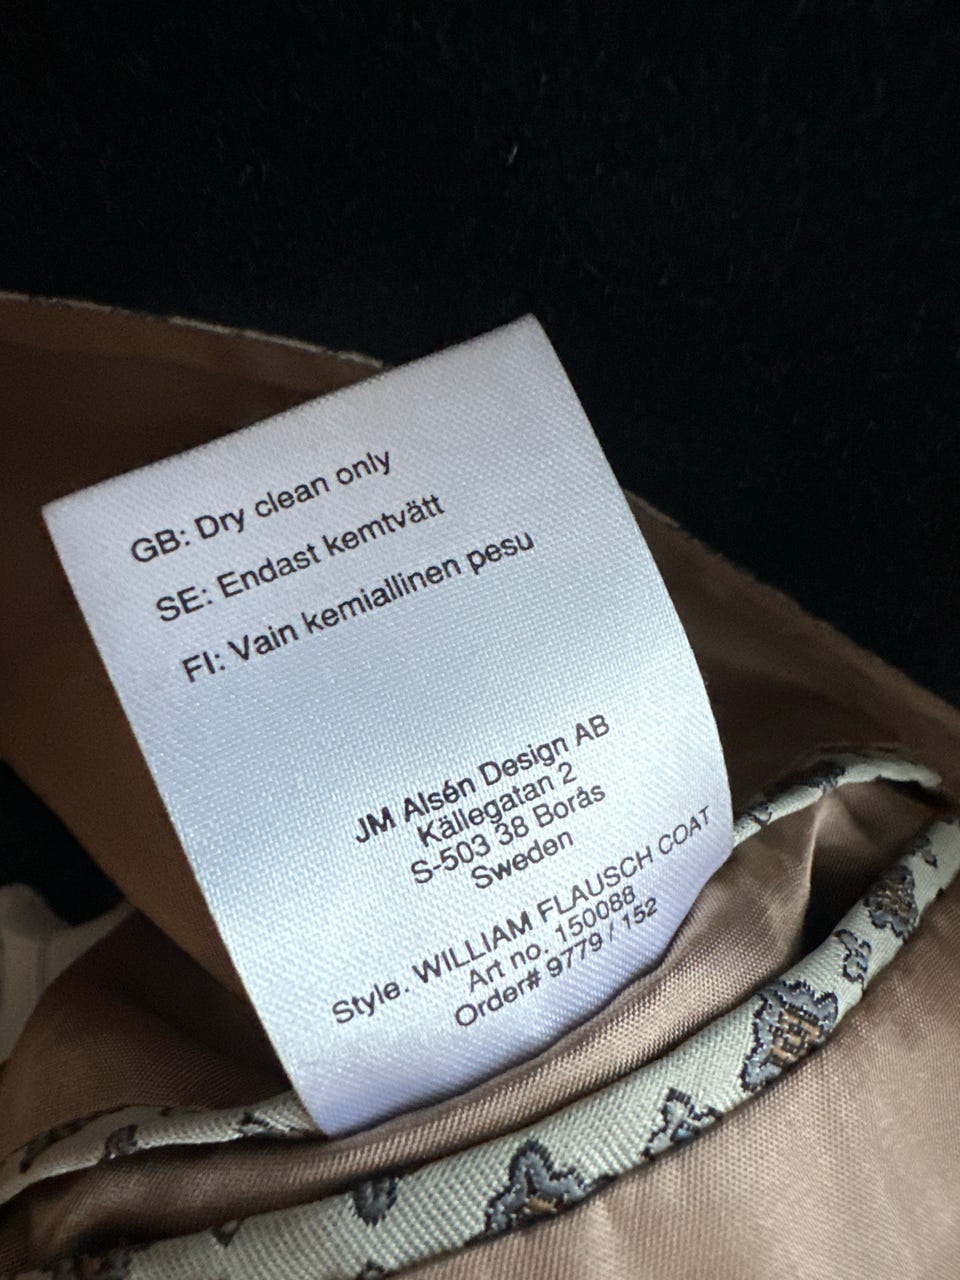 GB: Dry clean only
SE: Endast kemtvätt
FI: Vain kemiallinen pesu
JM Alsén Design AB
Källegatan 2
S-503 38 Borås
Sweden
Style. WILLIAM FLAUSCH COAT
Art no. 150088
Order# 9779 / 152